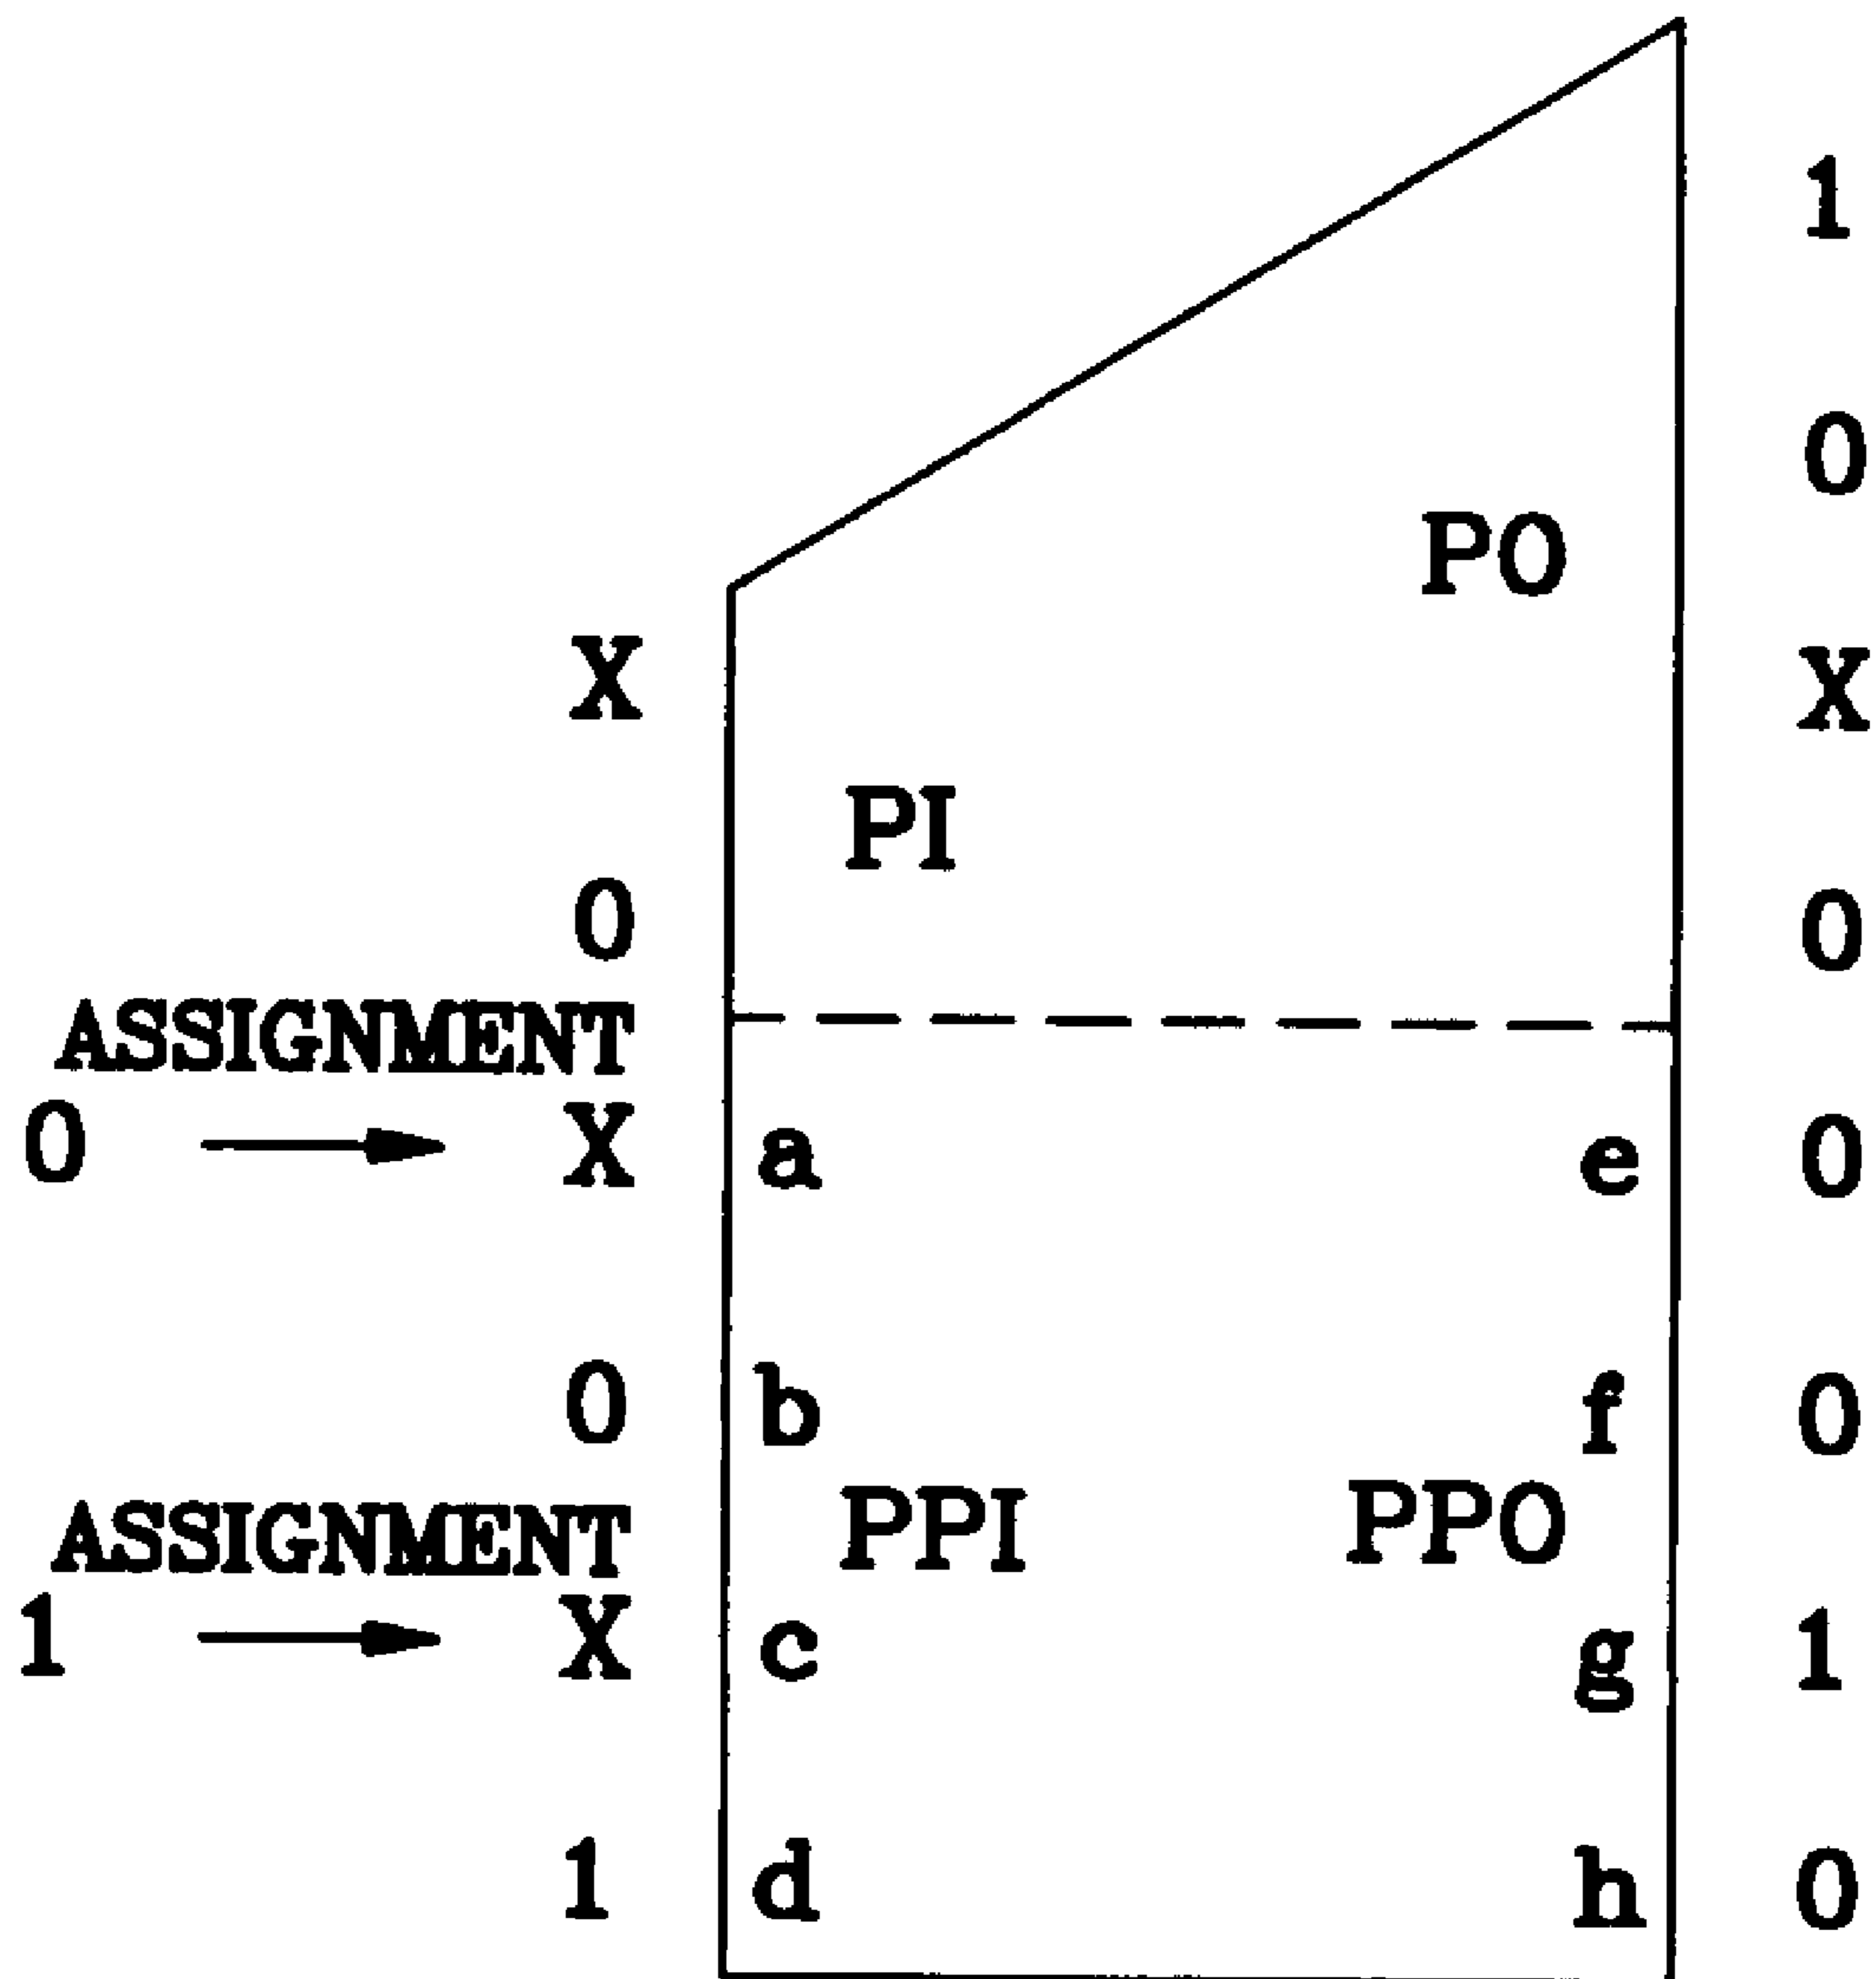 1
0
PO
X X
PI
0 0
ASSIGNMENT
0 X a e 0
0 b f 0
ASSIGNMENT PPI PPO
1 X c g 1
1 d h 0